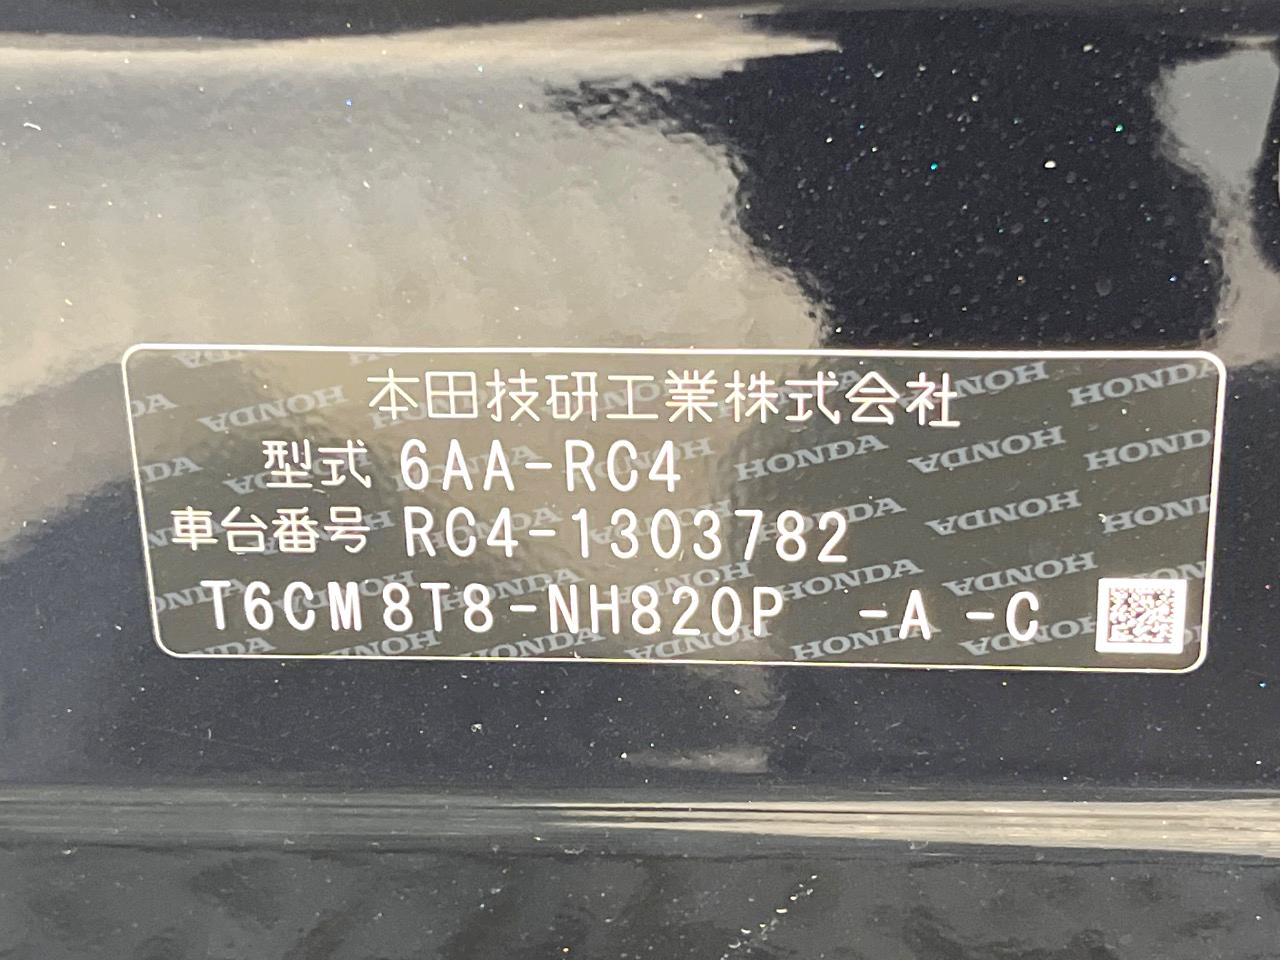 本田技研工業株式会社
型式 6AA-RC4
車台番号 RC4-1303782
T6CM8T8-NH820P -A -C